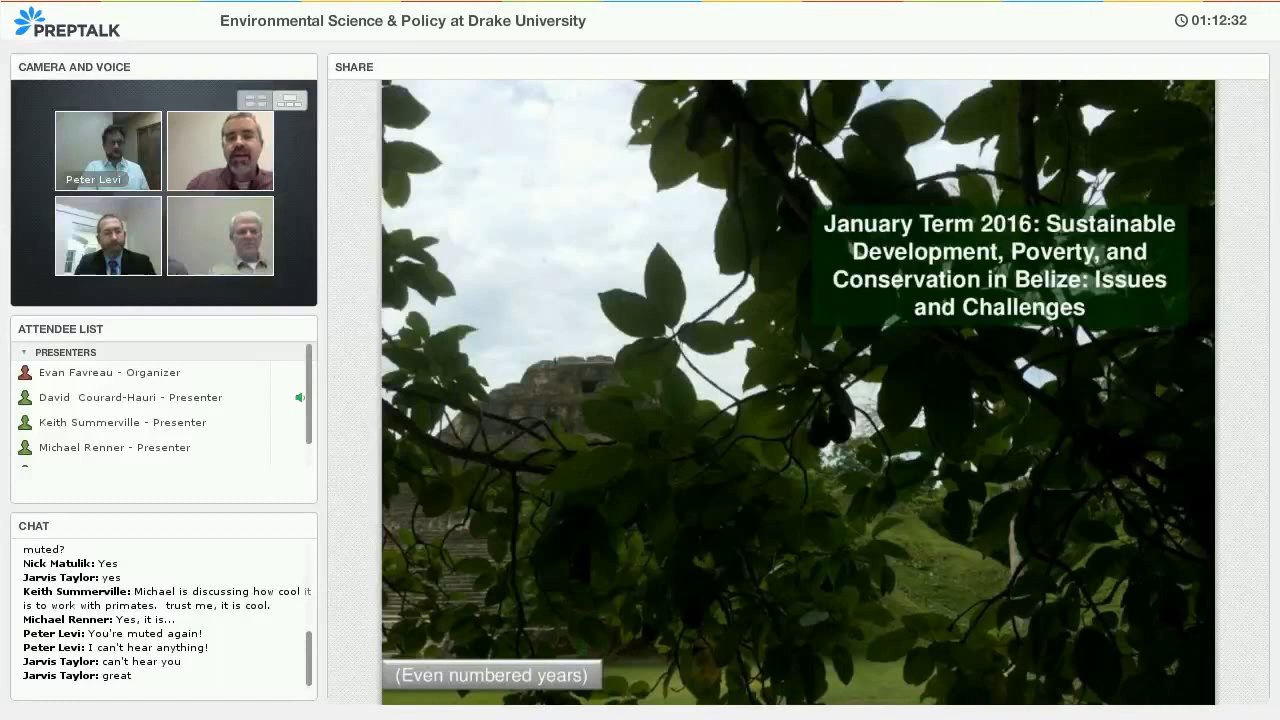 PREPTALK
Environmental Science & Policy at Drake University
01:12:32
CAMERA AND VOICE
Peter Levi
ATTENDEE LIST
PRESENTERS
Evan Favreau - Organizer
David Courard-Hauri - Presenter
Keith Summerville - Presenter
Michael Renner - Presenter
CHAT
muted?
Nick Matulik: Yes
Jarvis Taylor: yes
Keith Summerville: Michael is discussing how cool it
is to work with primates. trust me, it is cool.
Michael Renner: Yes, it is...
Peter Levi: You're muted again!
Peter Levi: I can't hear anything!
Jarvis Taylor: can't hear you
Jarvis Taylor: great
SHARE
January Term 2016: Sustainable
Development, Poverty, and
Conservation in Belize: Issues
and Challenges
(Even numbered years)